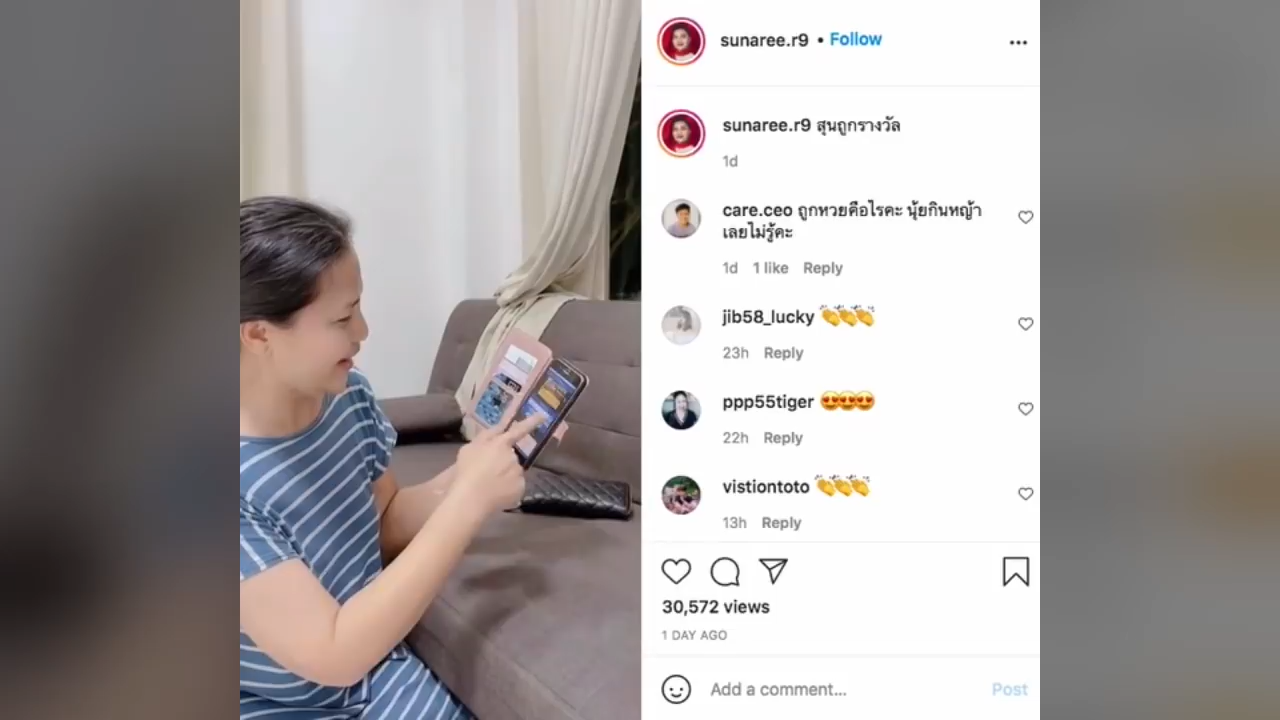 sunaree.r9 • Follow
sunaree.r9 สุนถูกรางวัล
1d
care.ceo ถูกหวยคือไรคะ นุ้ยกินหญ้า
เลยไม่รู้คะ
1d 1 like Reply
jib58_lucky 👏👏👏
23h Reply
ppp55tiger 😍😍😍
22h Reply
vistiontoto 👏👏👏
13h Reply
30,572 views
1 DAY AGO
Add a comment...
Post